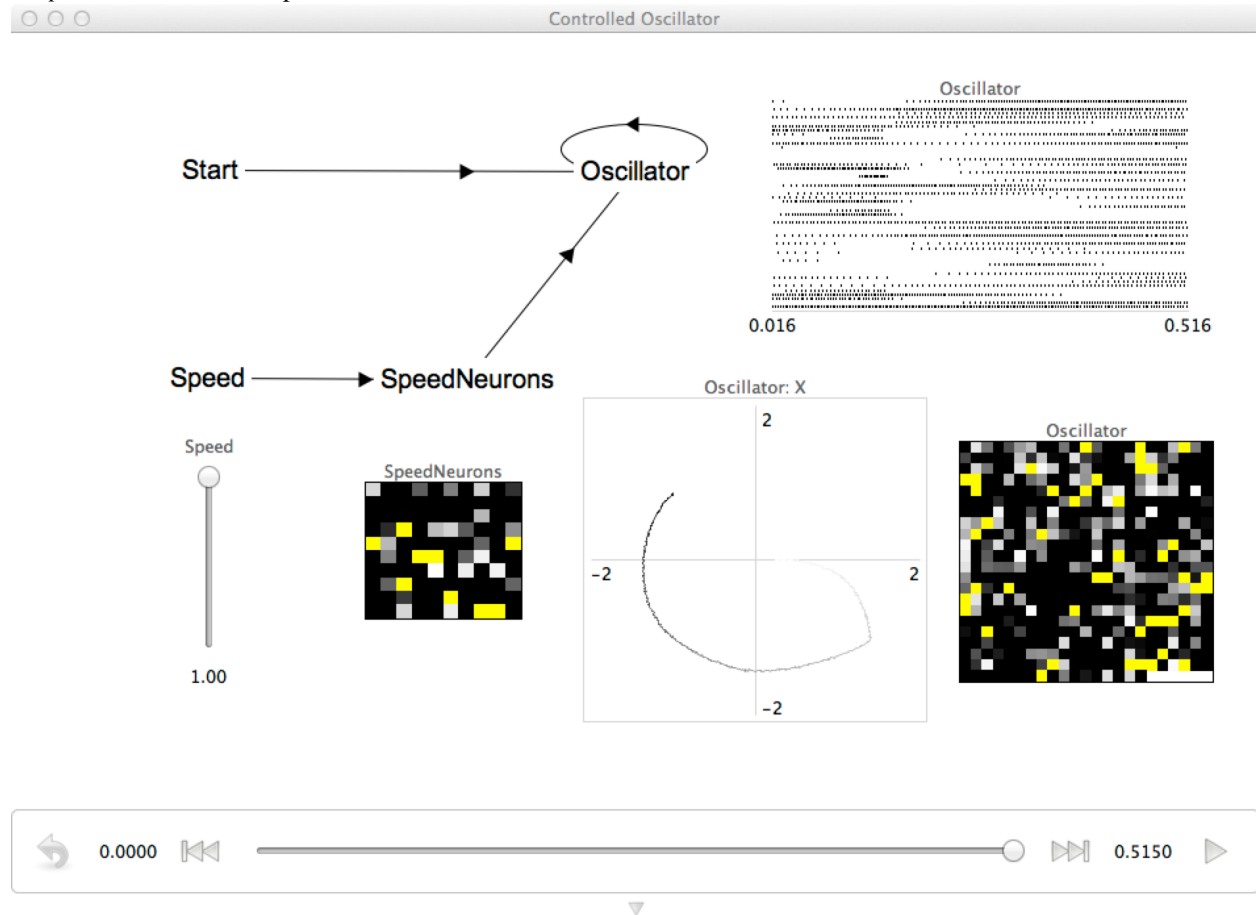 Controlled Oscillator
Oscillator
Start
Oscillator
0.016
0.516
Speed
SpeedNeurons
Oscillator: X
2
-2
2
-2
Speed
1.00
SpeedNeurons
Oscillator
0.0000
0.5150